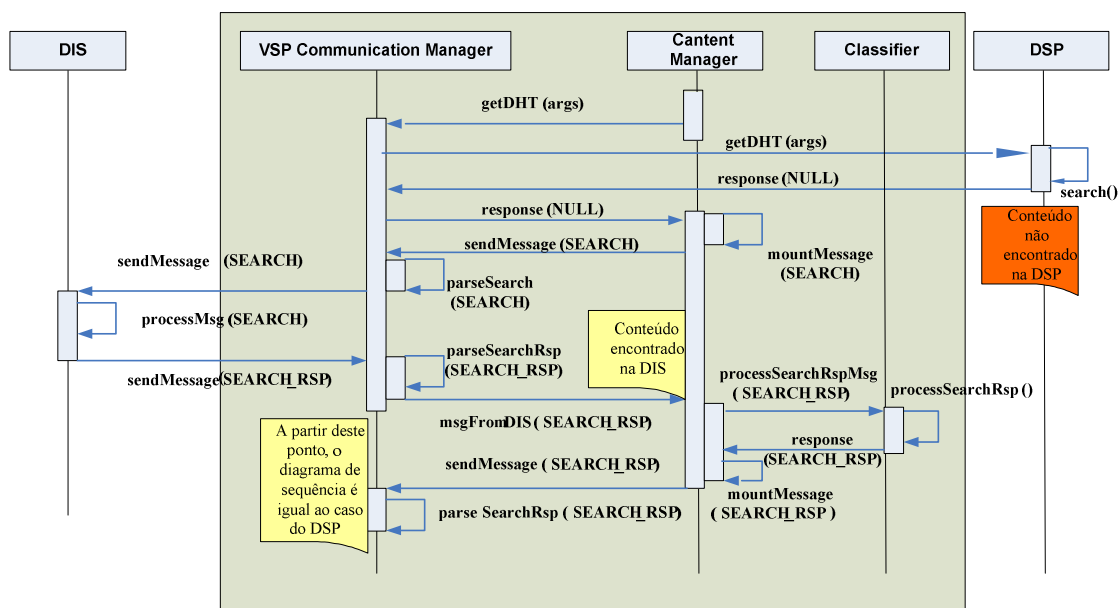 DIS
VSP Communication Manager
Cantent
Manager
Classifier
DSP
getDHT (args)
getDHT (args)
response (NULL)
search()
response (NULL)
Conteúdo
não
encontrado
na DSP
sendMessage (SEARCH)
mountMessage
(SEARCH)
sendMessage (SEARCH)
parseSearch
(SEARCH)
processMsg (SEARCH)
Conteúdo
encontrado
na DIS
parseSearchRsp
(SEARCH_RSP)
sendMessage(SEARCH_RSP)
processSearchRspMsg
( SEARCH_RSP)
processSearchRsp ()
msgFromDIS ( SEARCH_RSP)
A partir deste
ponto, o
diagrama de
sequência é
igual ao caso
do DSP
response
(SEARCH_RSP)
sendMessage ( SEARCH_RSP)
mountMessage
( SEARCH_RSP )
parse SearchRsp ( SEARCH_RSP)